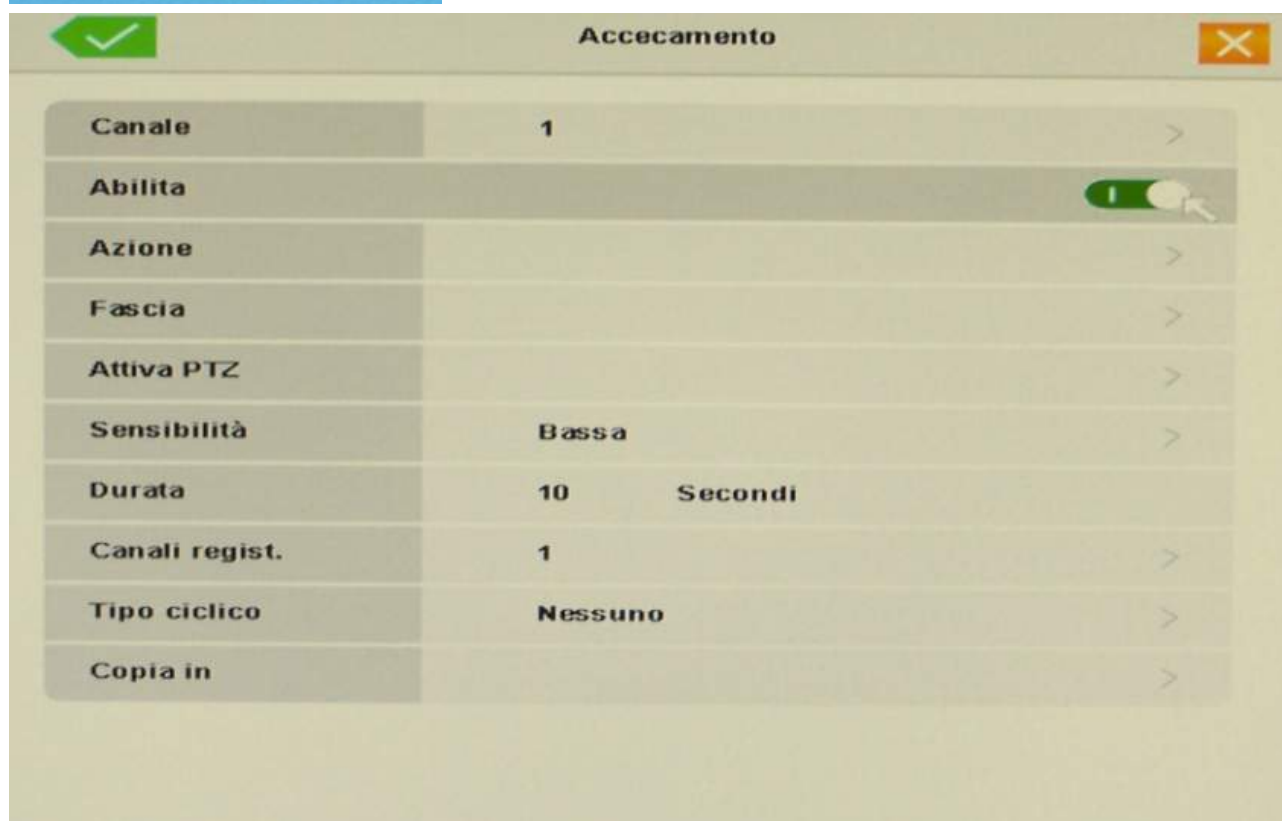 Accecamento
Canale 1
Abilita
Azione
Fascia
Attiva PTZ
Sensibilità Bassa
Durata 10 Secondi
Canali regist. 1
Tipo ciclico Nessuno
Copia in